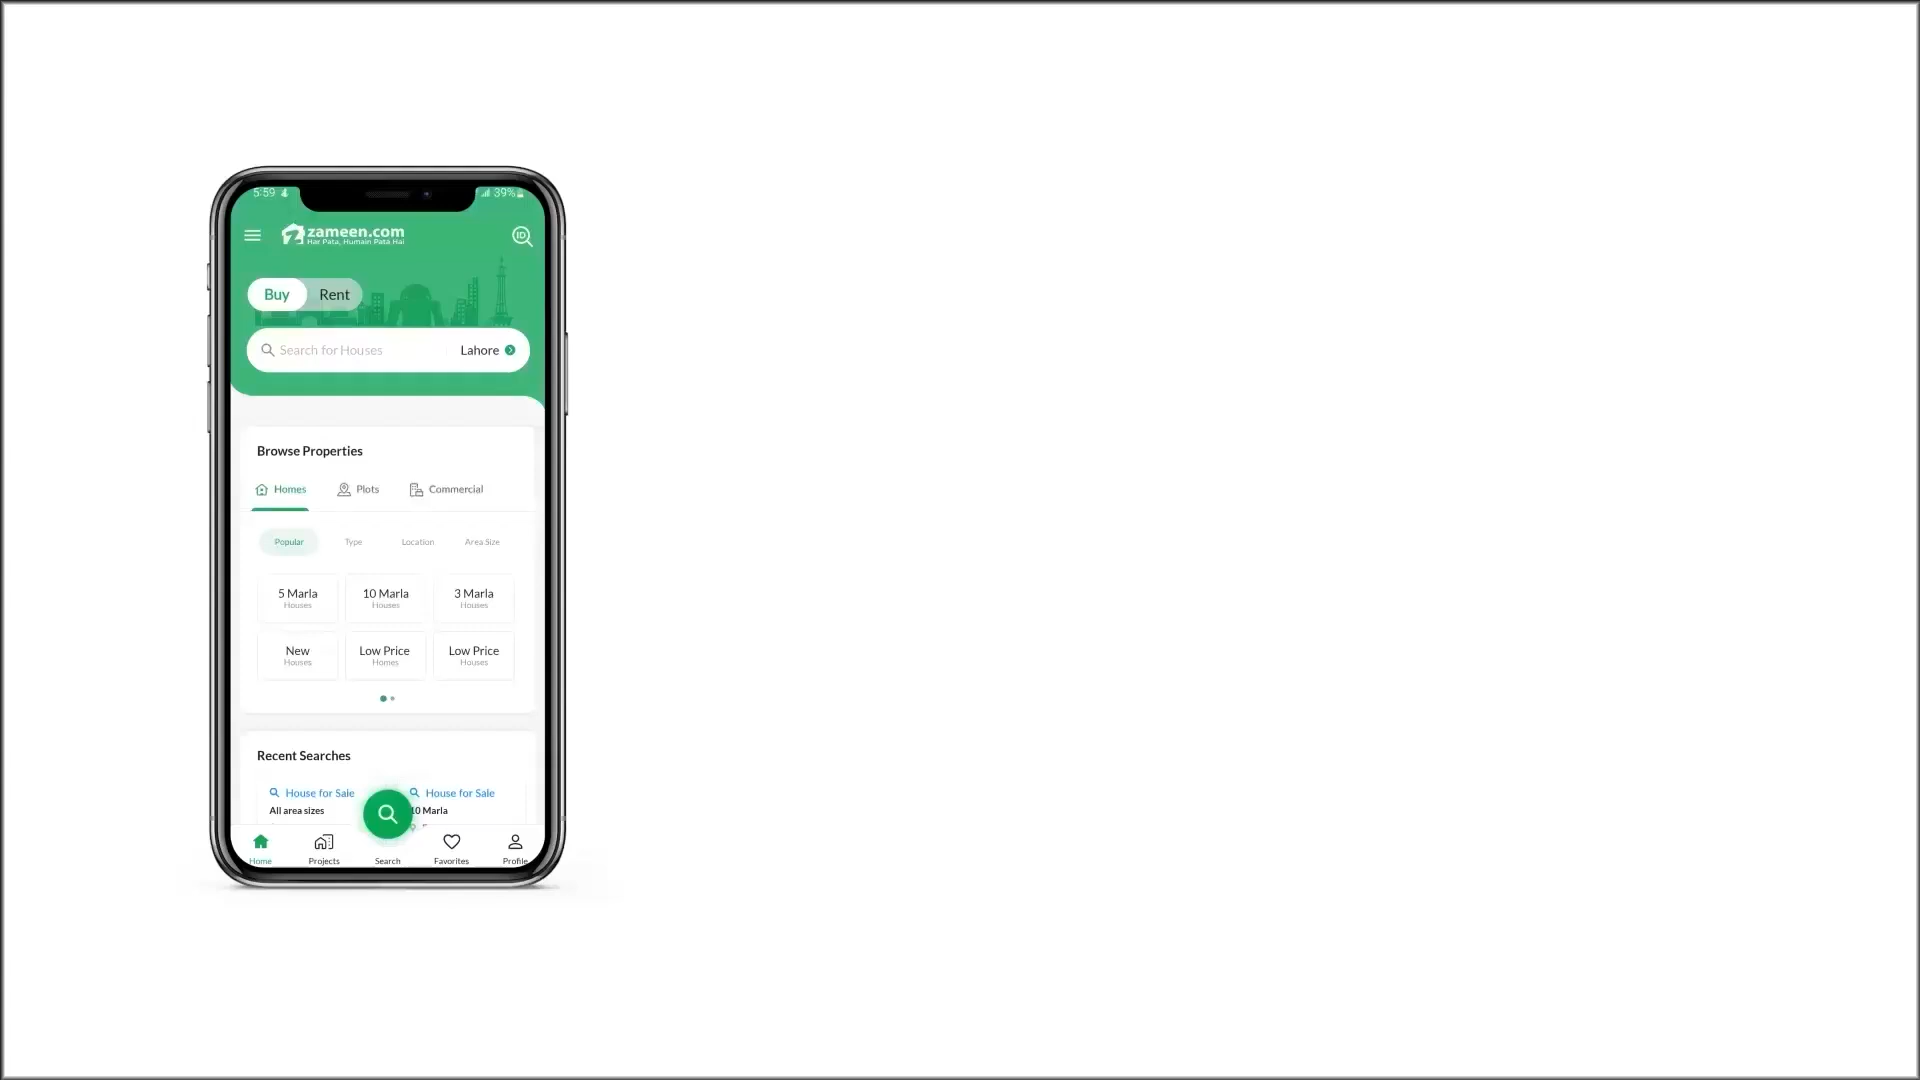 5:59
39%
zameen.com
Har Pata, Humain Pata Hai
ID
Buy
Rent
Search for Houses
Lahore
Browse Properties
Homes
Plots
Commercial
Popular
Type
Location
Area Size
5 Marla
Houses
10 Marla
Houses
3 Marla
Houses
New
Houses
Low Price
Homes
Low Price
Houses
Recent Searches
House for Sale
All area sizes
House for Sale
10 Marla
Home
Projects
Search
Favorites
Profile